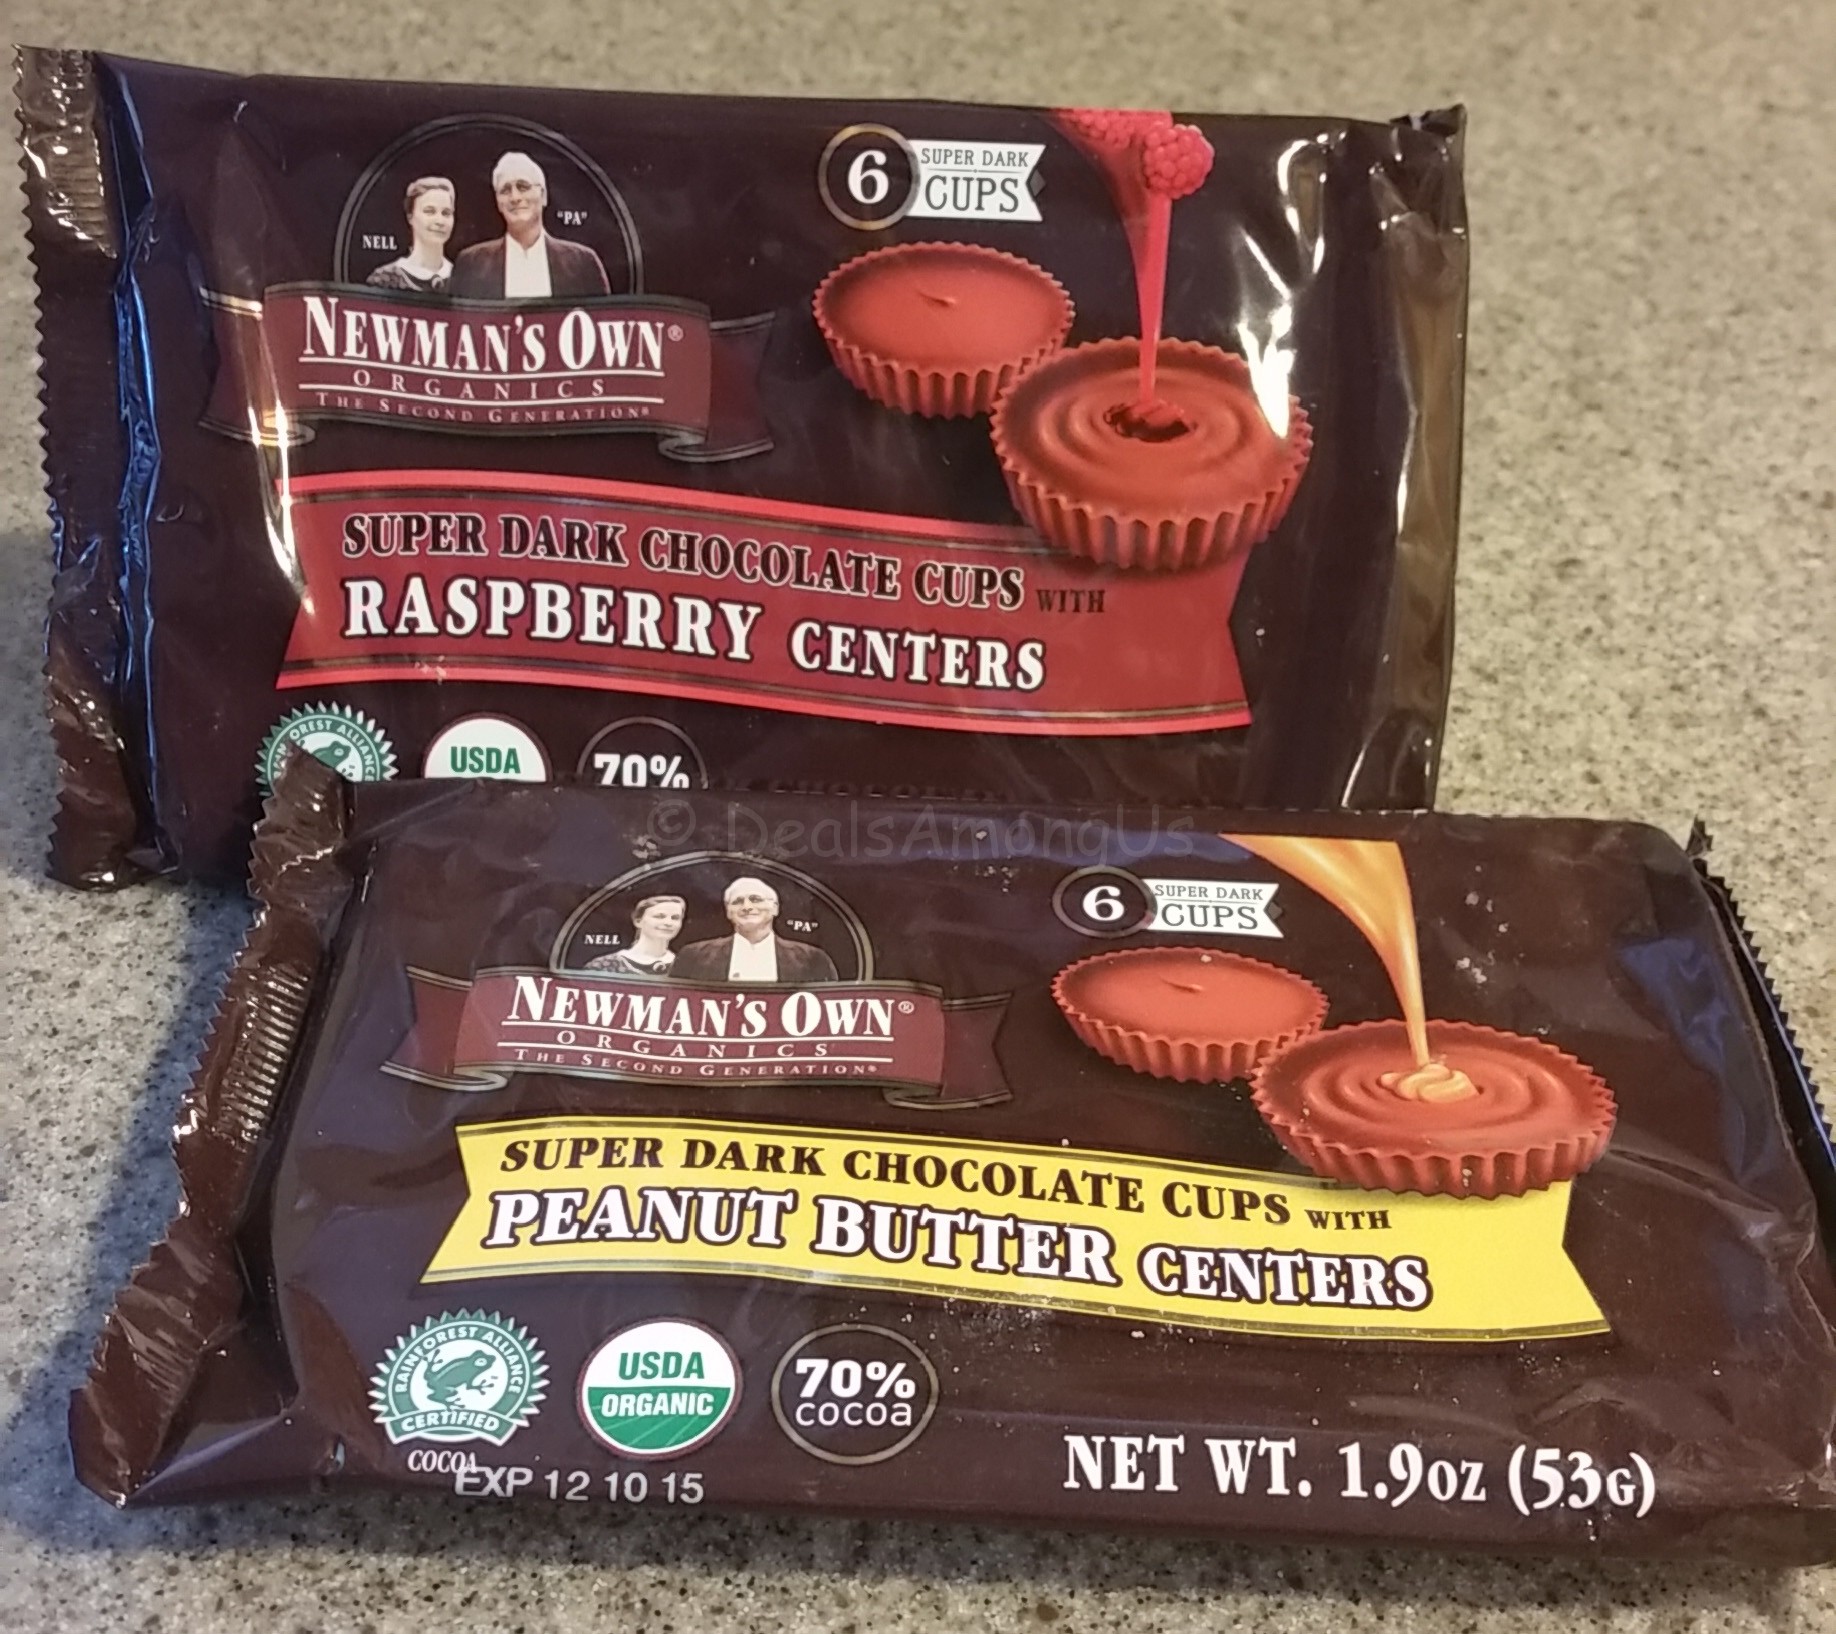 6
SUPER DARK
CUPS
NELL
"PA"
NEWMAN'S OWN®
ORGANICS
THE SECOND GENERATION®
SUPER DARK CHOCOLATE CUPS WITH
RASPBERRY CENTERS
USDA
70%
© DealsAmongUs
6
SUPER DARK
CUPS
NELL
"PA"
NEWMAN'S OWN®
ORGANICS
THE SECOND GENERATION®
SUPER DARK CHOCOLATE CUPS WITH
PEANUT BUTTER CENTERS
RAINFOREST ALLIANCE
CERTIFIED
COCOA
USDA
ORGANIC
70%
cocoa
EXP 12 10 15
NET WT. 1.9OZ (53G)